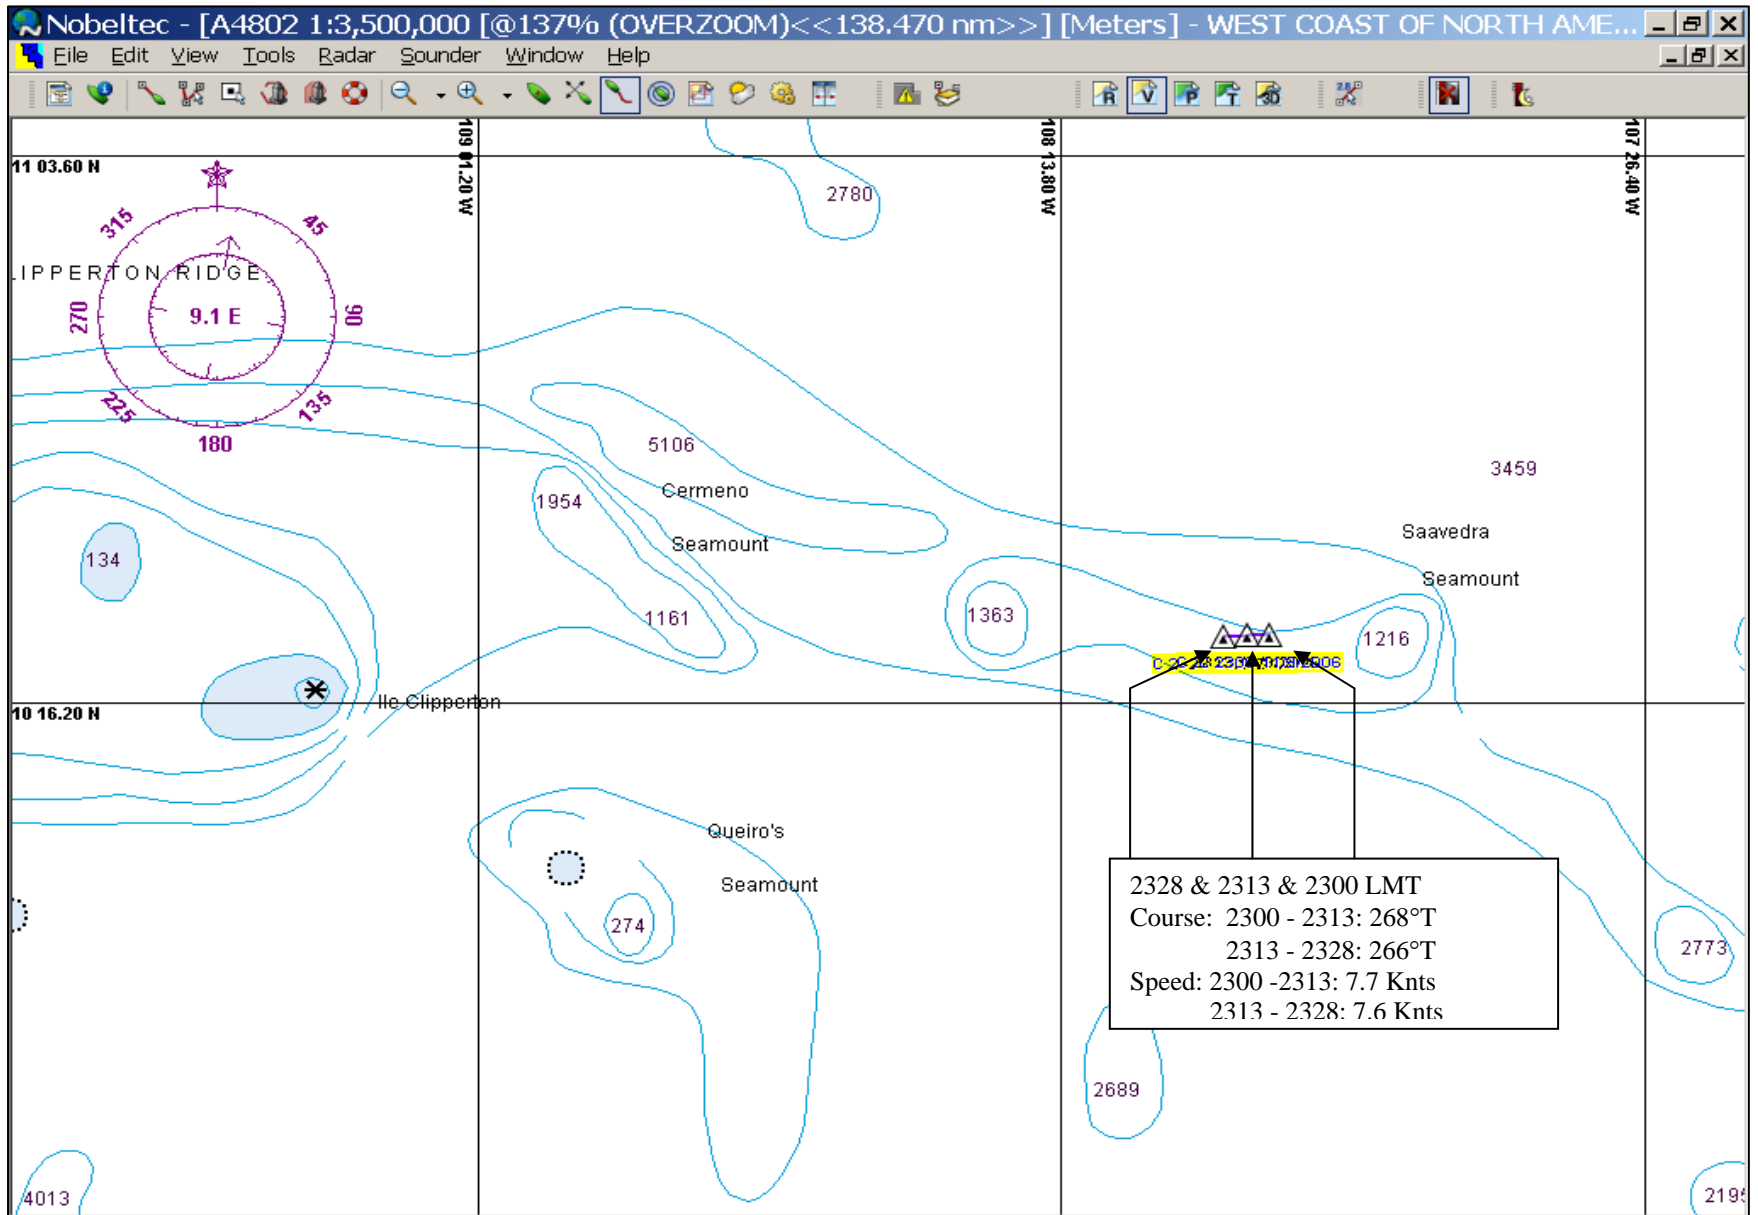 Nobeltec - [A4802 1:3,500,000 [@137% (OVERZOOM)<<138.470 nm>>] [Meters] - WEST COAST OF NORTH AME...
File Edit View Tools Radar Sounder Window Help
R V P T 3D
11 03.60 N
109 01.20 W
108 13.80 W
107 26.40 W
2780
315
45
LIPPERTON RIDGE
270
9.1 E
90
225
135
180
5106
3459
Cermeno
1954
Saavedra
Seamount
134
Seamount
1161
1363
1216
Ile Clipperton
10 16.20 N
Queiro's
Seamount
274
2328 & 2313 & 2300 LMT
Course: 2300 - 2313: 268°T
2313 - 2328: 266°T
Speed: 2300 -2313: 7.7 Knts
2313 - 2328: 7.6 Knts
2773
2689
4013
2195